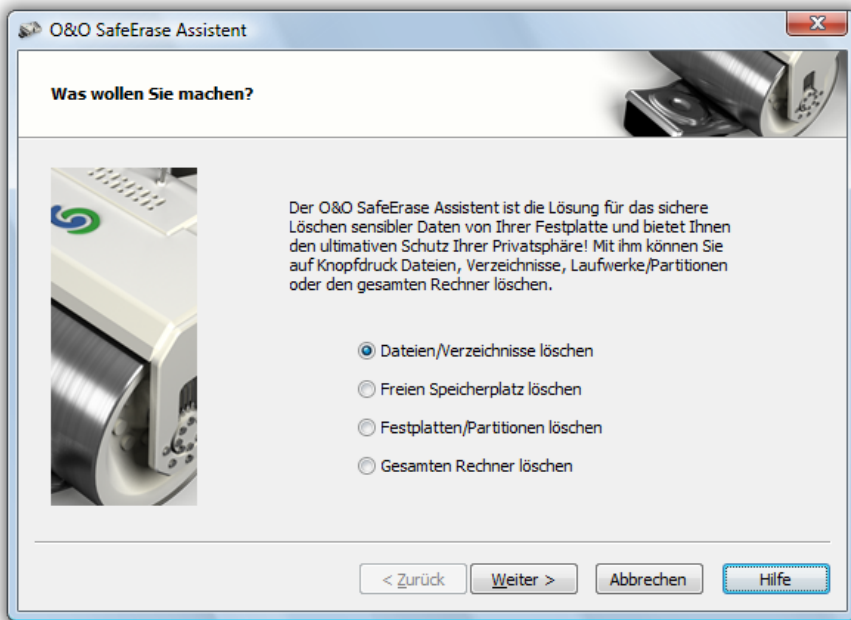 O&O SafeErase Assistent
Was wollen Sie machen?
Der O&O SafeErase Assistent ist die Lösung für das sichere
Löschen sensibler Daten von Ihrer Festplatte und bietet Ihnen
den ultimativen Schutz Ihrer Privatsphäre! Mit ihm können Sie
auf Knopfdruck Dateien, Verzeichnisse, Laufwerke/Partitionen
oder den gesamten Rechner löschen.
Dateien/Verzeichnisse löschen
Freien Speicherplatz löschen
Festplatten/Partitionen löschen
Gesamten Rechner löschen
< Zurück Weiter > Abbrechen Hilfe